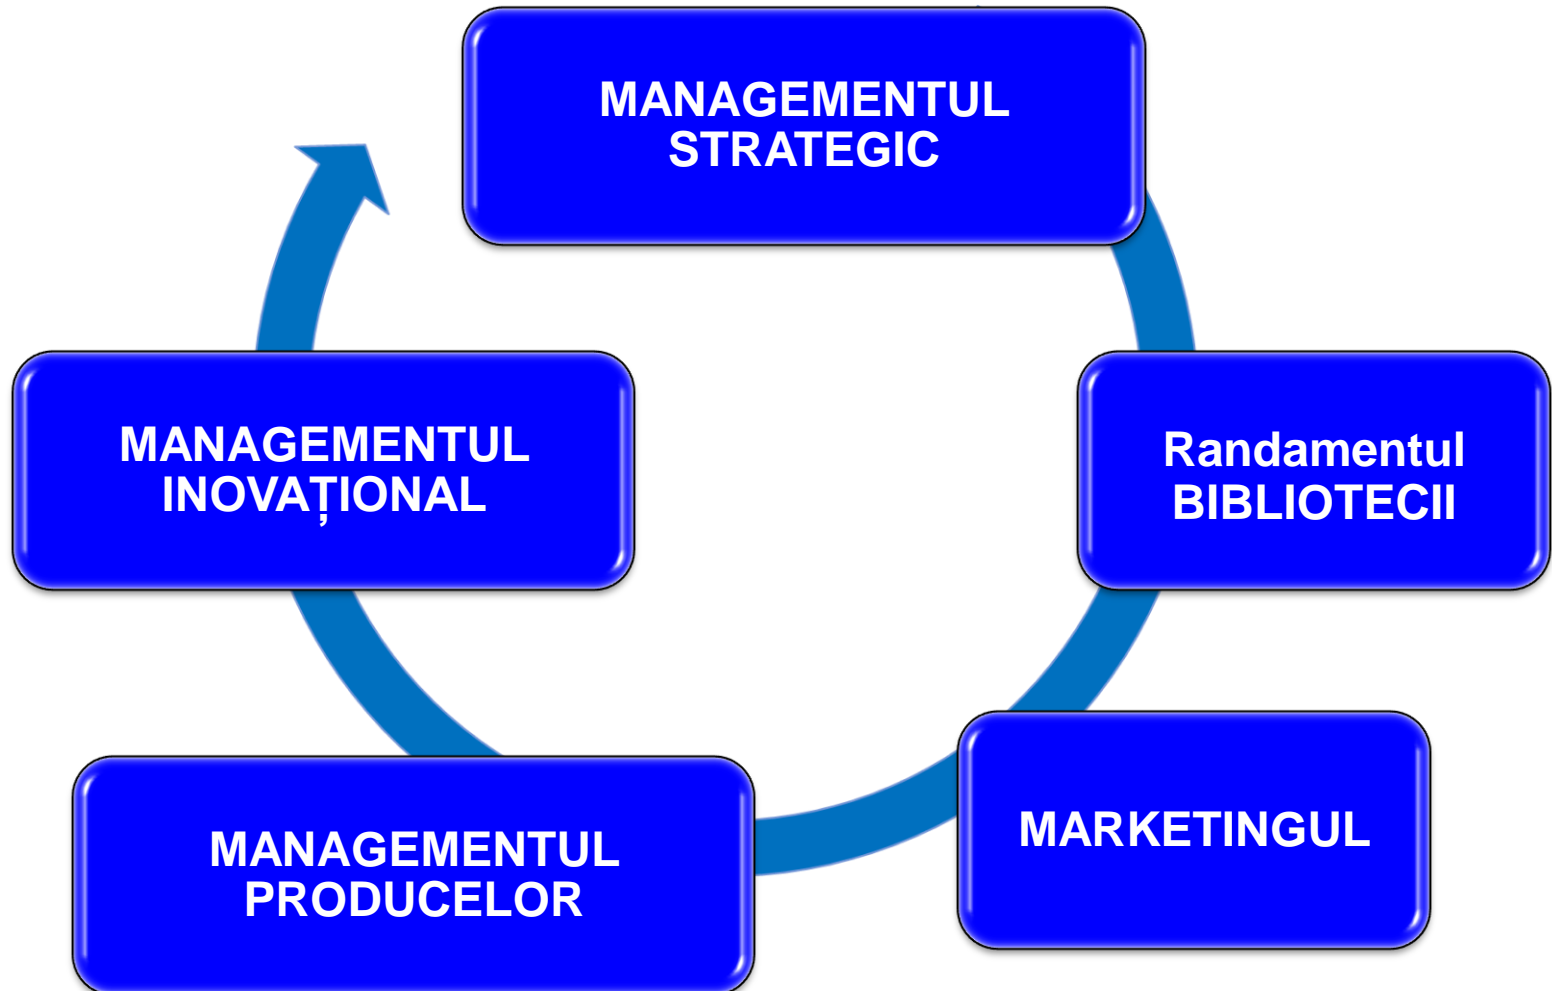 MANAGEMENTUL
STRATEGIC
Randamentul
BIBLIOTECII
MARKETINGUL
MANAGEMENTUL
PRODUCELOR
MANAGEMENTUL
INOVAȚIONAL